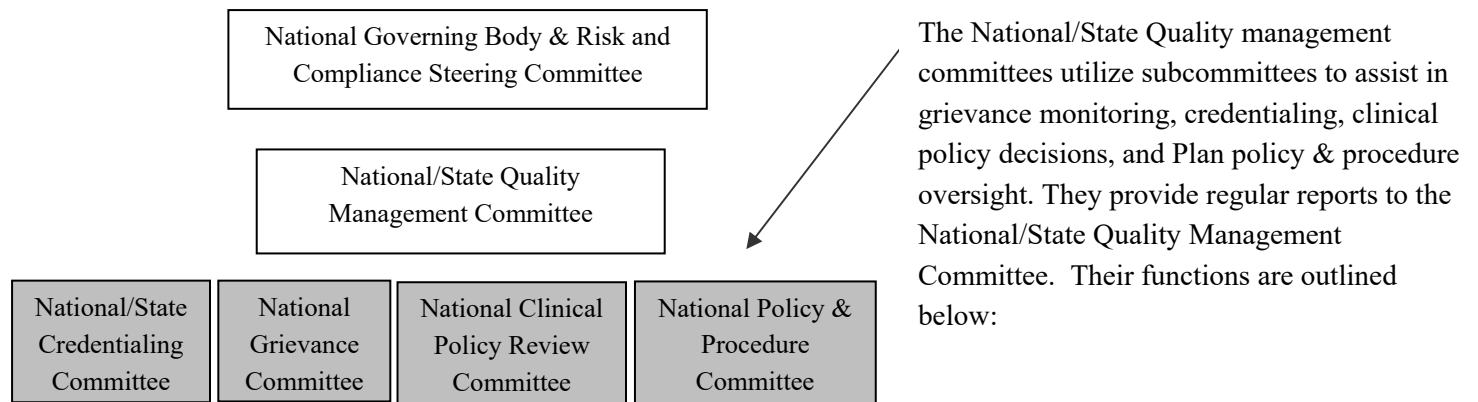 National Governing Body & Risk and
Compliance Steering Committee
National/State Quality
Management Committee
National/State
Credentialing
Committee
National
Grievance
Committee
National Clinical
Policy Review
Committee
National Policy &
Procedure
Committee
The National/State Quality management
committees utilize subcommittees to assist in
grievance monitoring, credentialing, clinical
policy decisions, and Plan policy & procedure
oversight. They provide regular reports to the
National/State Quality Management
Committee.  Their functions are outlined
below: